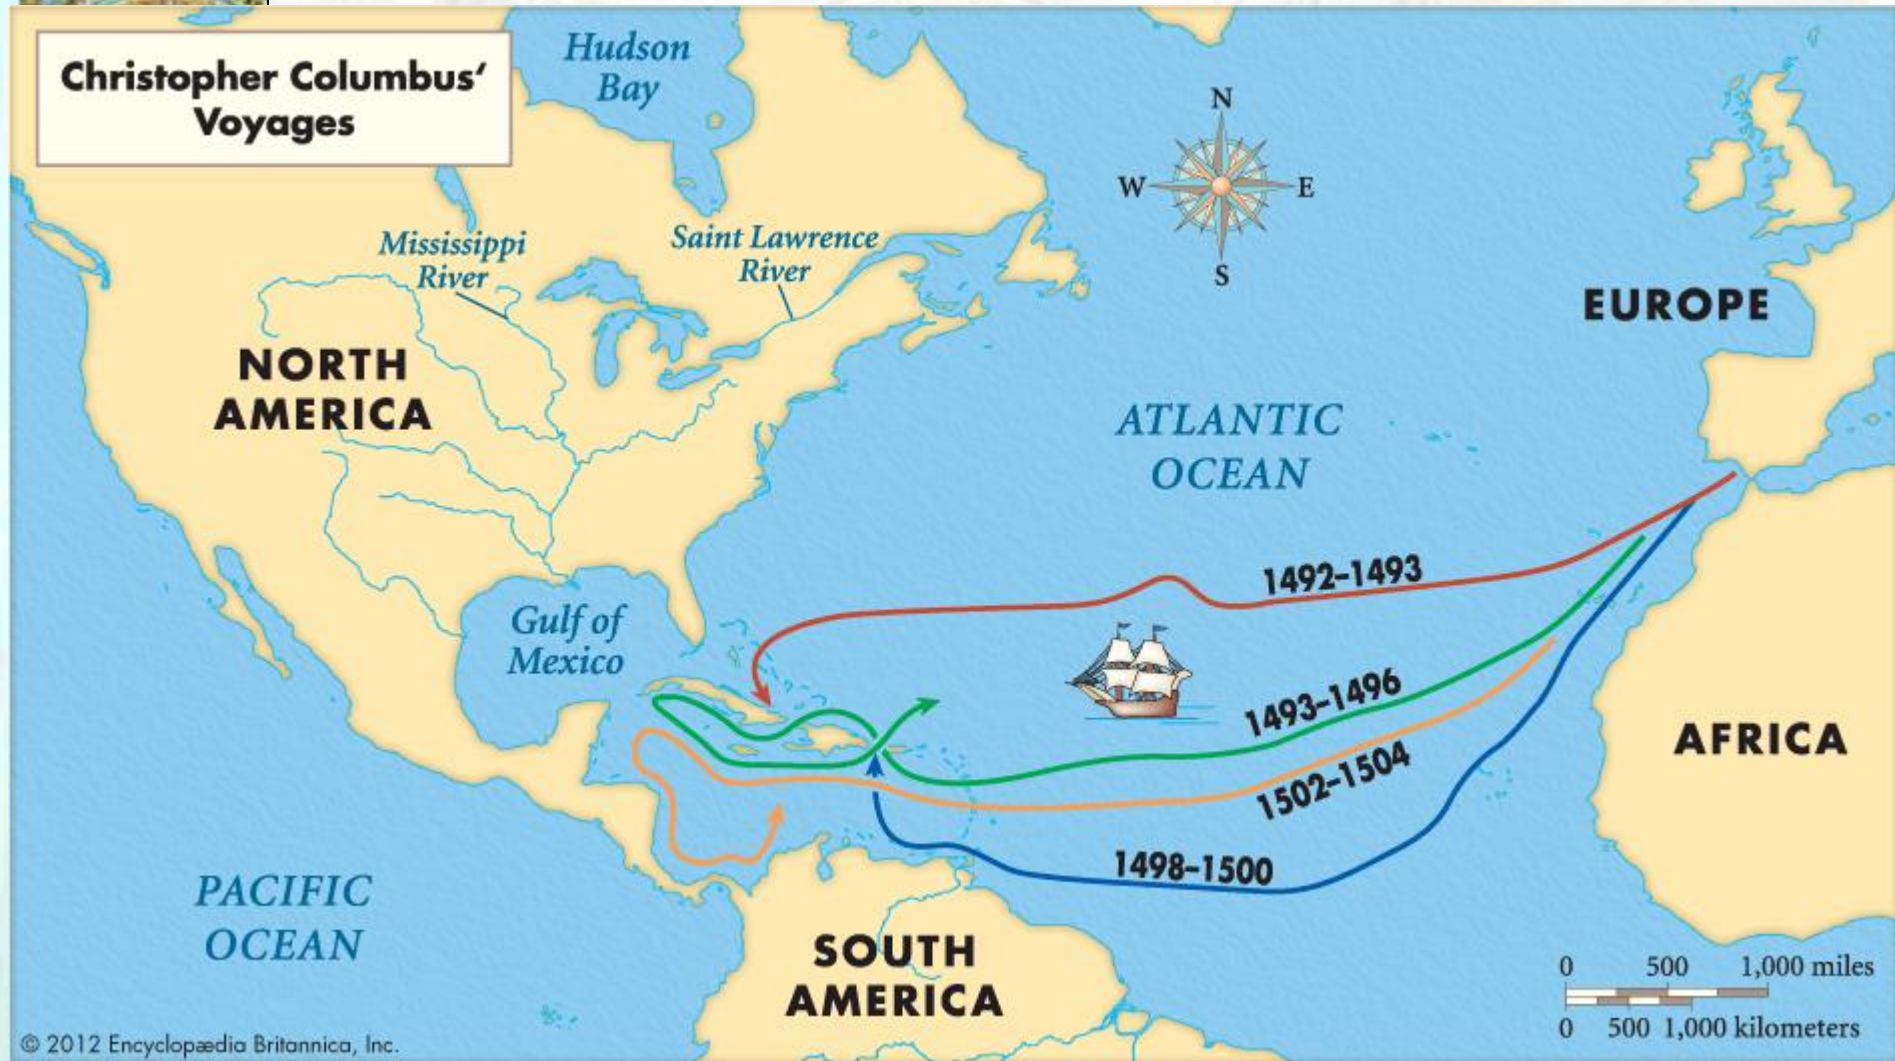 Christopher Columbus‘
Voyages
Hudson
Bay
N
W
E
S
Mississippi
River
Saint Lawrence
River
EUROPE
NORTH
AMERICA
ATLANTIC
OCEAN
1492–1493
Gulf of
Mexico
1493–1496
AFRICA
1502–1504
1498–1500
PACIFIC
OCEAN
SOUTH
AMERICA
0 500 1,000 miles
0 500 1,000 kilometers
© 2012 Encyclopædia Britannica, Inc.